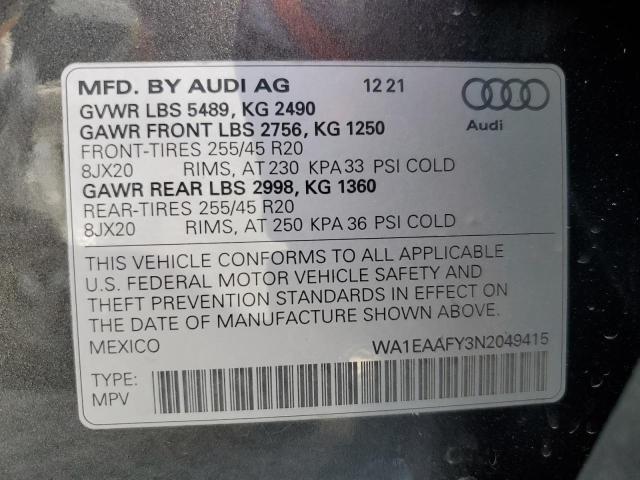 MFD. BY AUDI AG 12 21
GVWR LBS 5489, KG 2490
GAWR FRONT LBS 2756, KG 1250
FRONT-TIRES 255/45 R20
8JX20 RIMS, AT 230 KPA 33 PSI COLD
GAWR REAR LBS 2998, KG 1360
REAR-TIRES 255/45 R20
8JX20 RIMS, AT 250 KPA 36 PSI COLD
Audi
THIS VEHICLE CONFORMS TO ALL APPLICABLE
U.S. FEDERAL MOTOR VEHICLE SAFETY AND
THEFT PREVENTION STANDARDS IN EFFECT ON
THE DATE OF MANUFACTURE SHOWN ABOVE.
MEXICO WA1EAAFY3N2049415
TYPE:
MPV